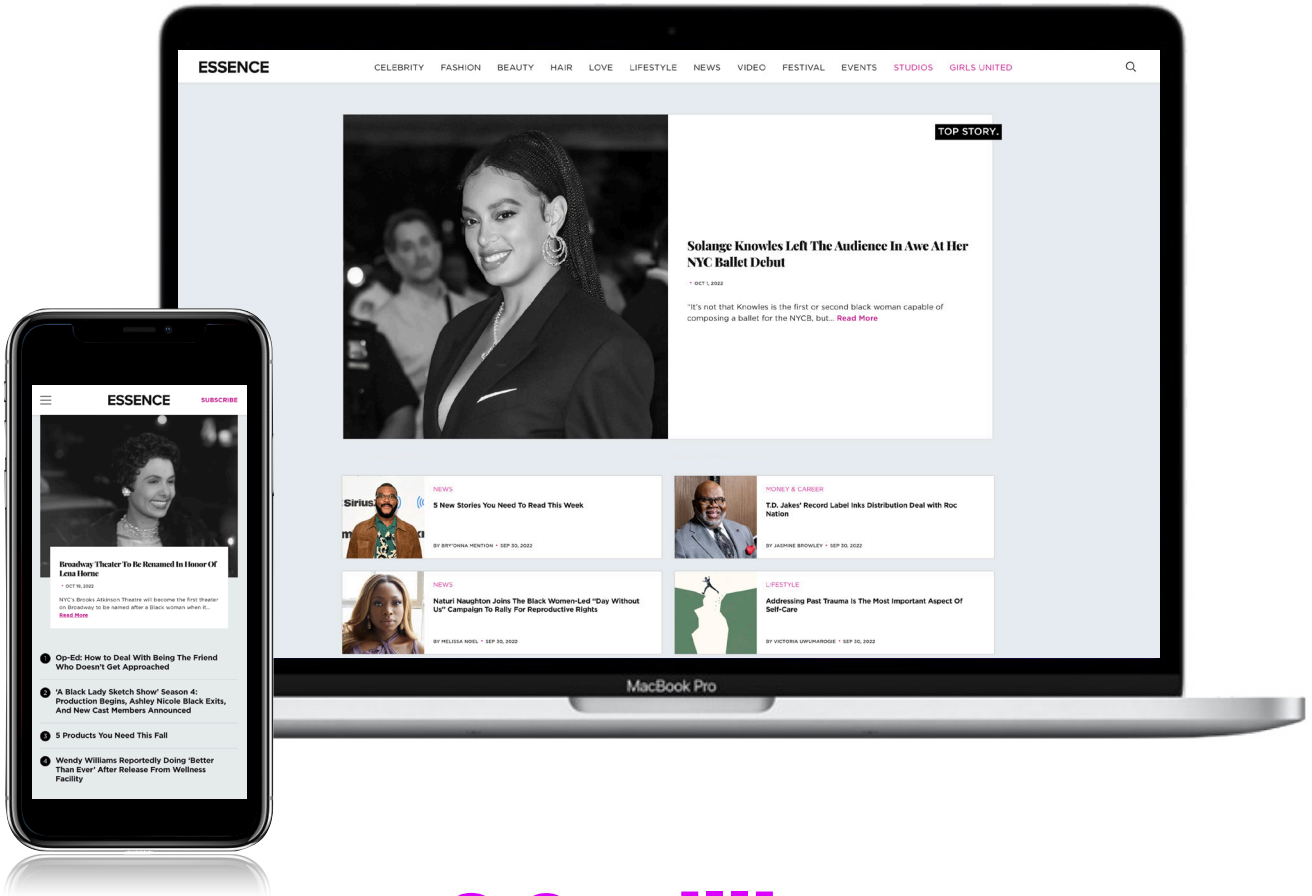 ESSENCE
CELEBRITY FASHION BEAUTY HAIR LOVE LIFESTYLE NEWS VIDEO FESTIVAL EVENTS STUDIOS GIRLS UNITED
TOP STORY.
Solange Knowles Left The Audience In Awe At Her
NYC Ballet Debut
• OCT 1, 2022
"It's not that Knowles is the first or second black woman capable of
composing a ballet for the NYCB, but... Read More
NEWS
5 New Stories You Need To Read This Week
BY BRY'ONNA MENTION • SEP 30, 2022
MONEY & CAREER
T.D. Jakes' Record Label Inks Distribution Deal with Roc
Nation
BY JASMINE BROWLEY • SEP 30, 2022
NEWS
Naturi Naughton Joins The Black Women-Led "Day Without
Us" Campaign To Rally For Reproductive Rights
BY MELISSA NOEL • SEP 30, 2022
LIFESTYLE
Addressing Past Trauma Is The Most Important Aspect Of
Self-Care
BY VICTORIA UWUMAROGIE • SEP 30, 2022
MacBook Pro
ESSENCE
SUBSCRIBE
Broadway Theater To Be Renamed In Honor Of
Lena Horne
• OCT 19, 2022
NYC's Brooks Atkinson Theatre will become the first theater
on Broadway to be named after a Black woman when it...
Read More
1 Op-Ed: How to Deal With Being The Friend
Who Doesn't Get Approached
2 'A Black Lady Sketch Show' Season 4:
Production Begins, Ashley Nicole Black Exits,
And New Cast Members Announced
3 5 Products You Need This Fall
4 Wendy Williams Reportedly Doing 'Better
Than Ever' After Release From Wellness
Facility